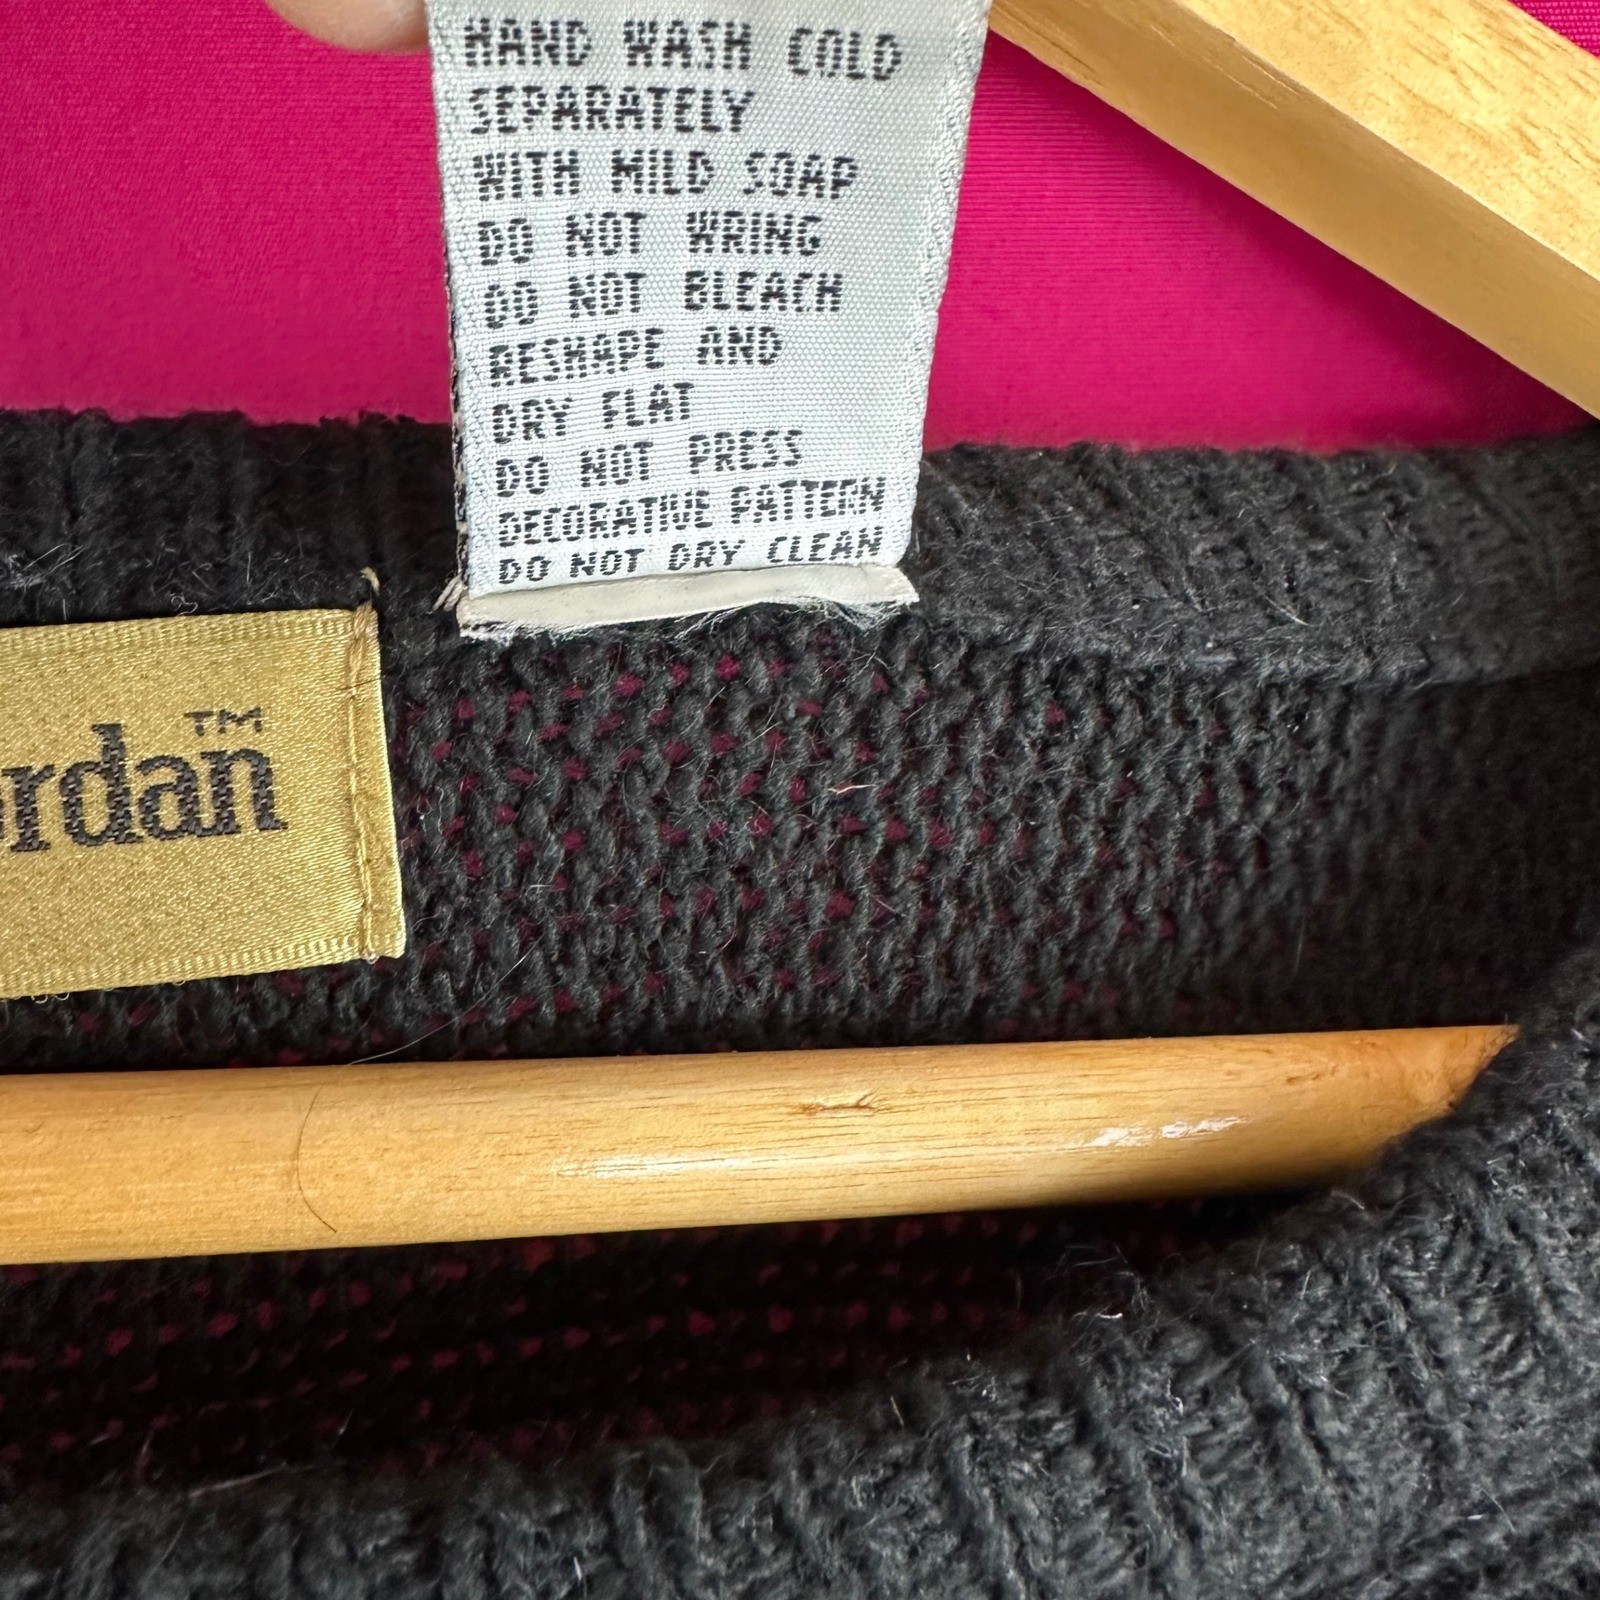 HAND WASH COLD
SEPARATELY
WITH MILD SOAP
DO NOT WRING
DO NOT BLEACH
RESHAPE AND
DRY FLAT
DO NOT PRESS
DECORATIVE PATTERN
DO NOT DRY CLEAN
ordan™